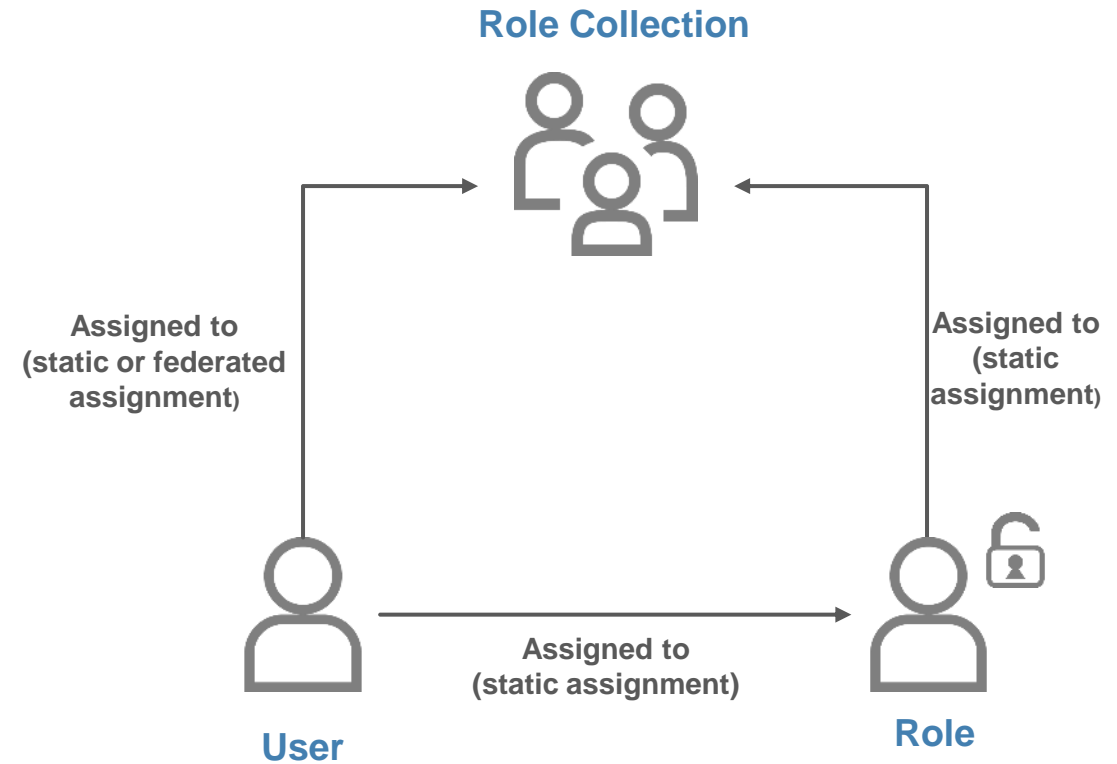 Role Collection
Assigned to
(static or federated
assignment)
Assigned to
(static
assignment)
Assigned to
(static assignment)
User
Role